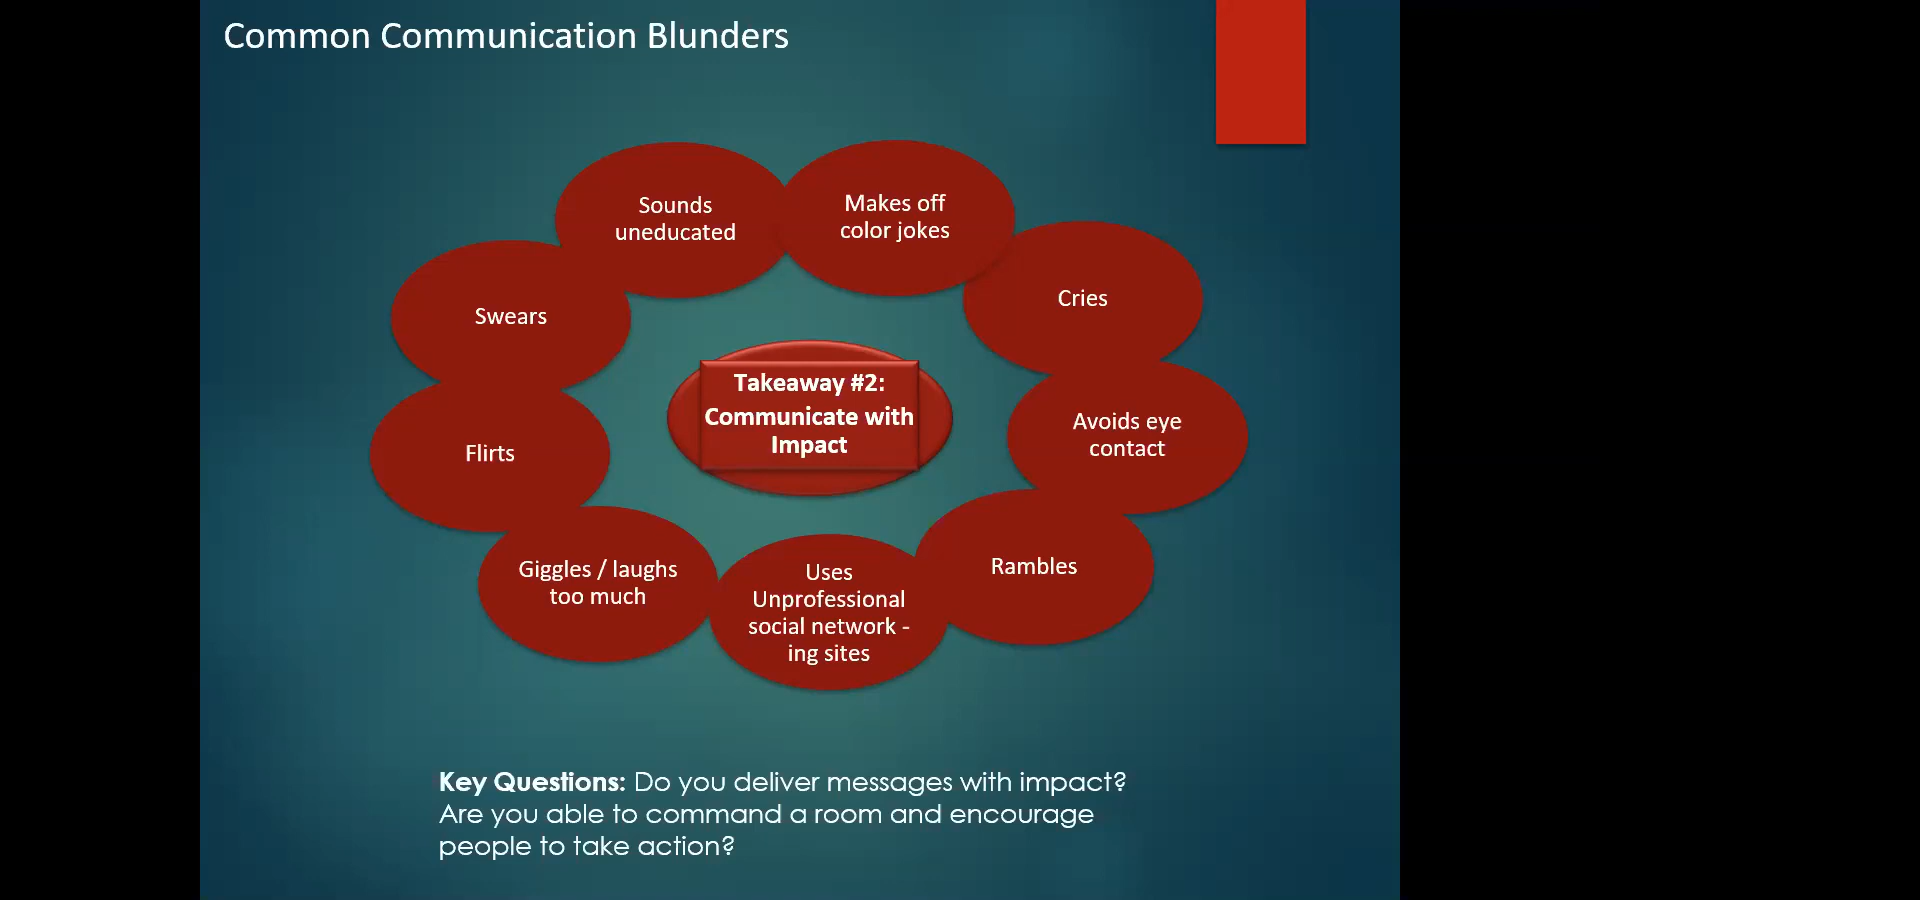 Common Communication Blunders
Sounds
uneducated
Makes off
color jokes
Cries
Swears
Takeaway #2:
Communicate with
Impact
Avoids eye
contact
Flirts
Rambles
Giggles / laughs
too much
Uses
Unprofessional
social network -
ing sites
Key Questions: Do you deliver messages with impact?
Are you able to command a room and encourage
people to take action?